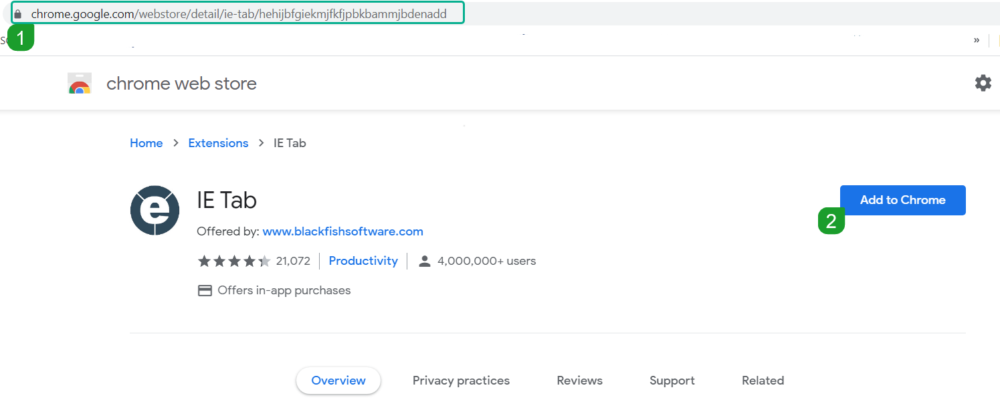 chrome.google.com/webstore/detail/ie-tab/hehijbfgiekmjfkfjpbkbammjbdenadd
1
»
chrome web store
Home > Extensions > IE Tab
e
IE Tab
Add to Chrome
2
Offered by: www.blackfishsoftware.com
21,072 Productivity 4,000,000+ users
Offers in-app purchases
Overview Privacy practices Reviews Support Related